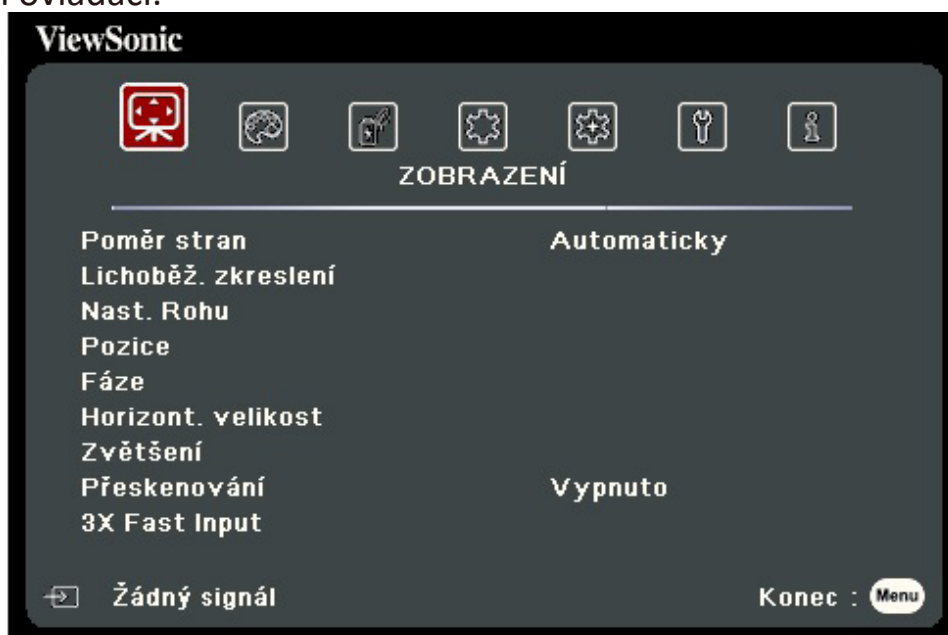 ViewSonic
ZOBRAZENÍ
Poměr stran Automaticky
Lichoběž. zkreslení
Nast. Rohu
Pozice
Fáze
Horizont. velikost
Zvětšení
Přeskenování Vypnuto
3X Fast Input
Žádný signál Konec : Menu